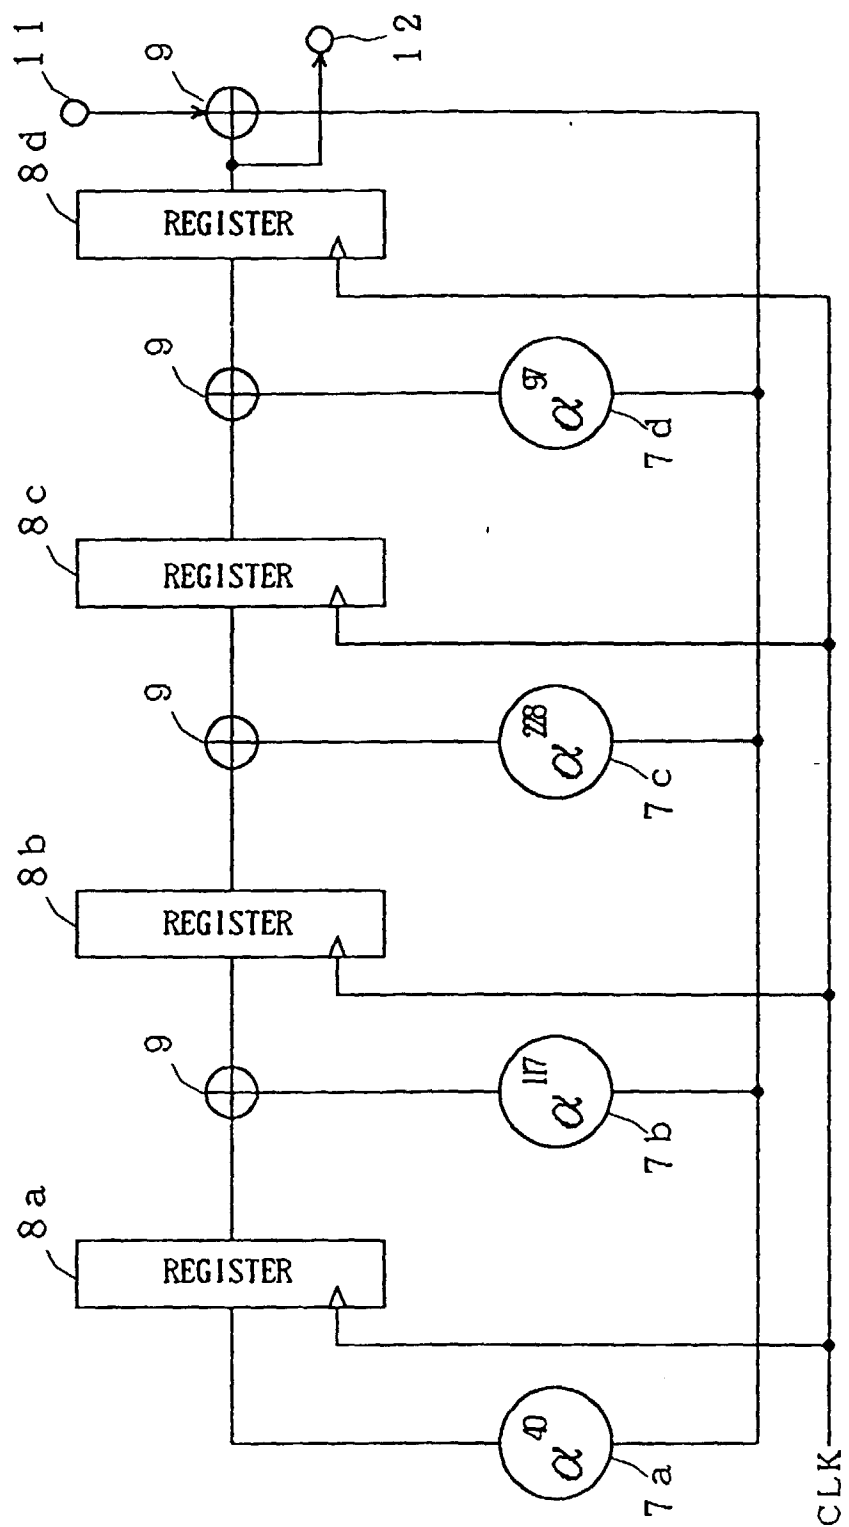 11
12
9
8d
REGISTER
9
α97
7d
8c
REGISTER
9
α228
7c
8b
REGISTER
9
α117
7b
8a
REGISTER
α40
7a
CLK